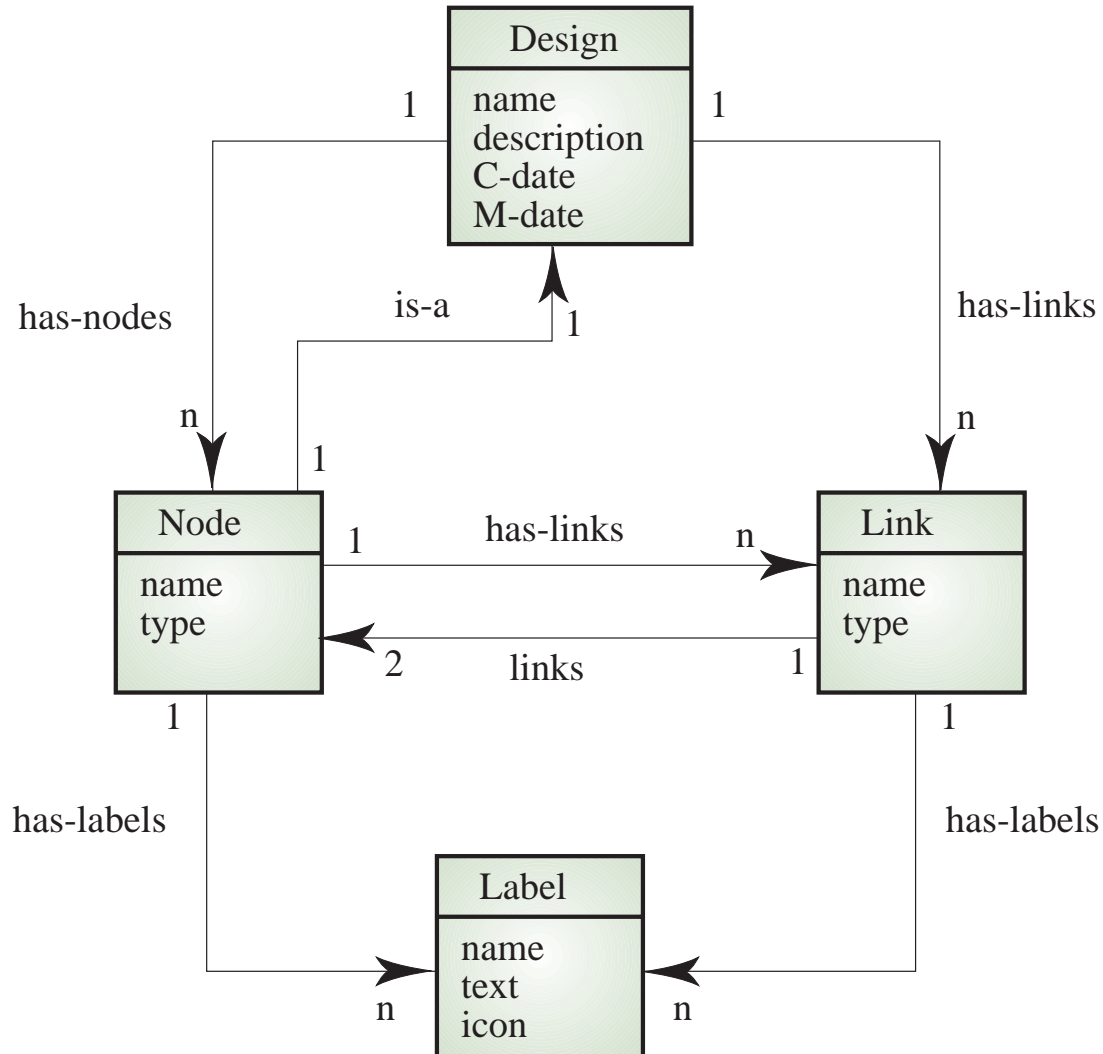 Design
name
description
C-date
M-date
1
1
has-nodes
is-a
1
has-links
n
1
n
Node
name
type
1
has-links
n
Link
name
type
2
links
1
1
1
has-labels
has-labels
Label
name
text
icon
n
n